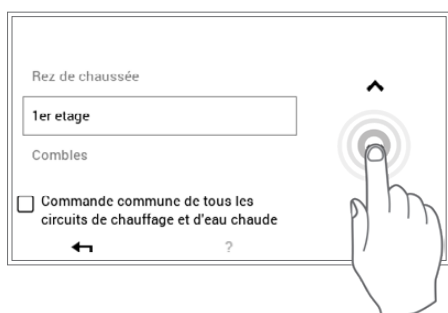 Rez de chaussée
1er etage
Combles
Commande commune de tous les
circuits de chauffage et d'eau chaude
?